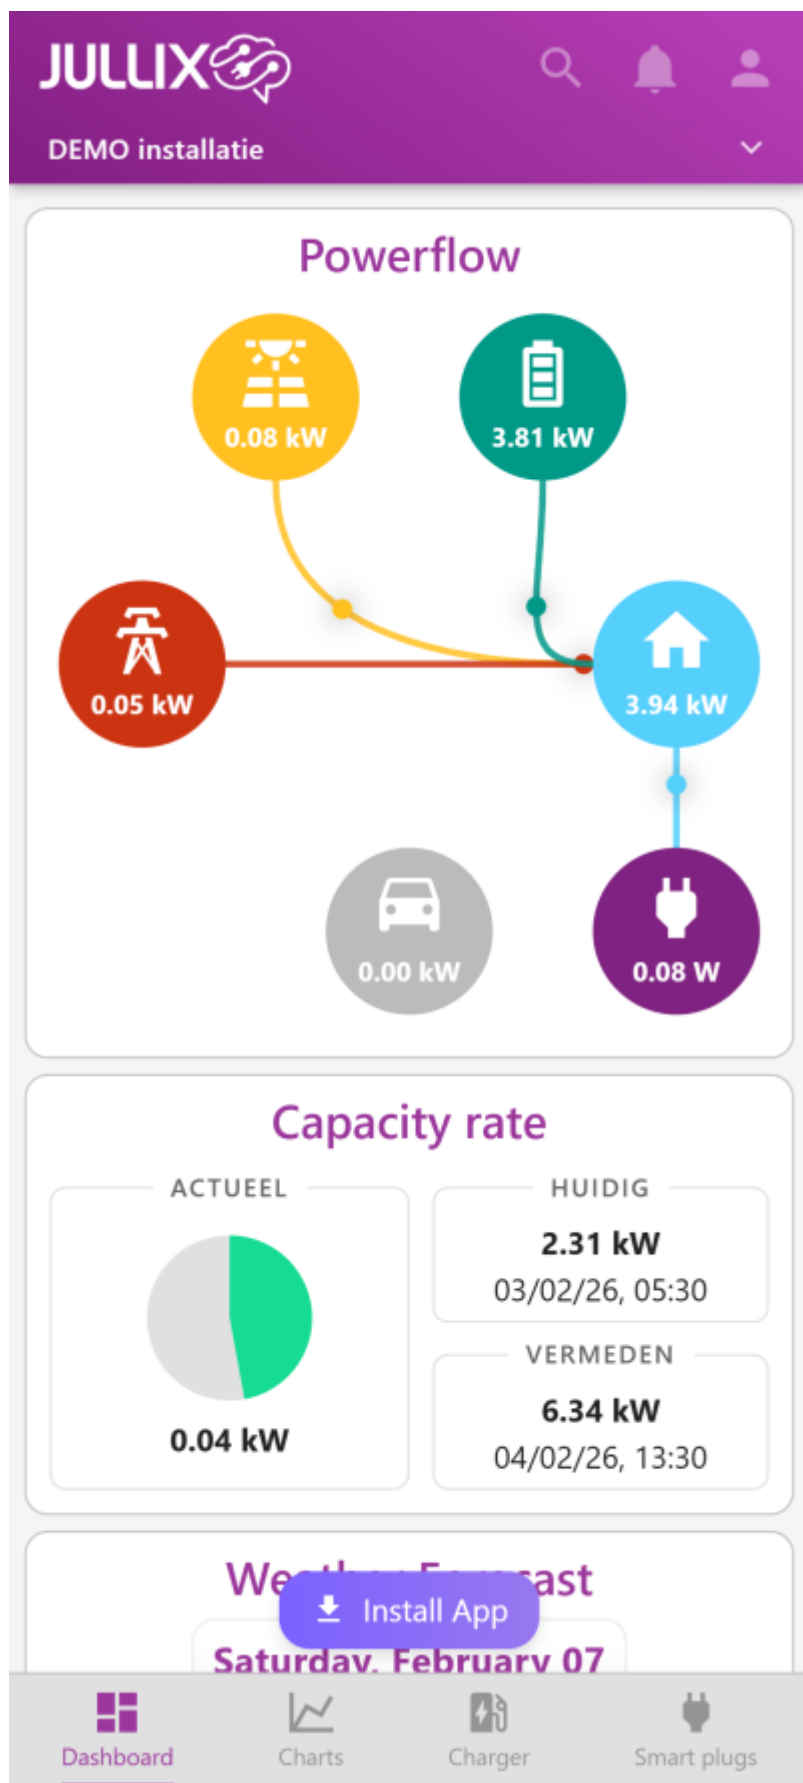 JULLIX
DEMO installatie
Powerflow
0.08 kW
3.81 kW
0.05 kW
3.94 kW
0.00 kW
0.08 W
Capacity rate
ACTUEEL
0.04 kW
HUIDIG
2.31 kW
03/02/26, 05:30
VERMEDEN
6.34 kW
04/02/26, 13:30
Weather Forecast
Install App
Saturday, February 07
Dashboard
Charts
Charger
Smart plugs